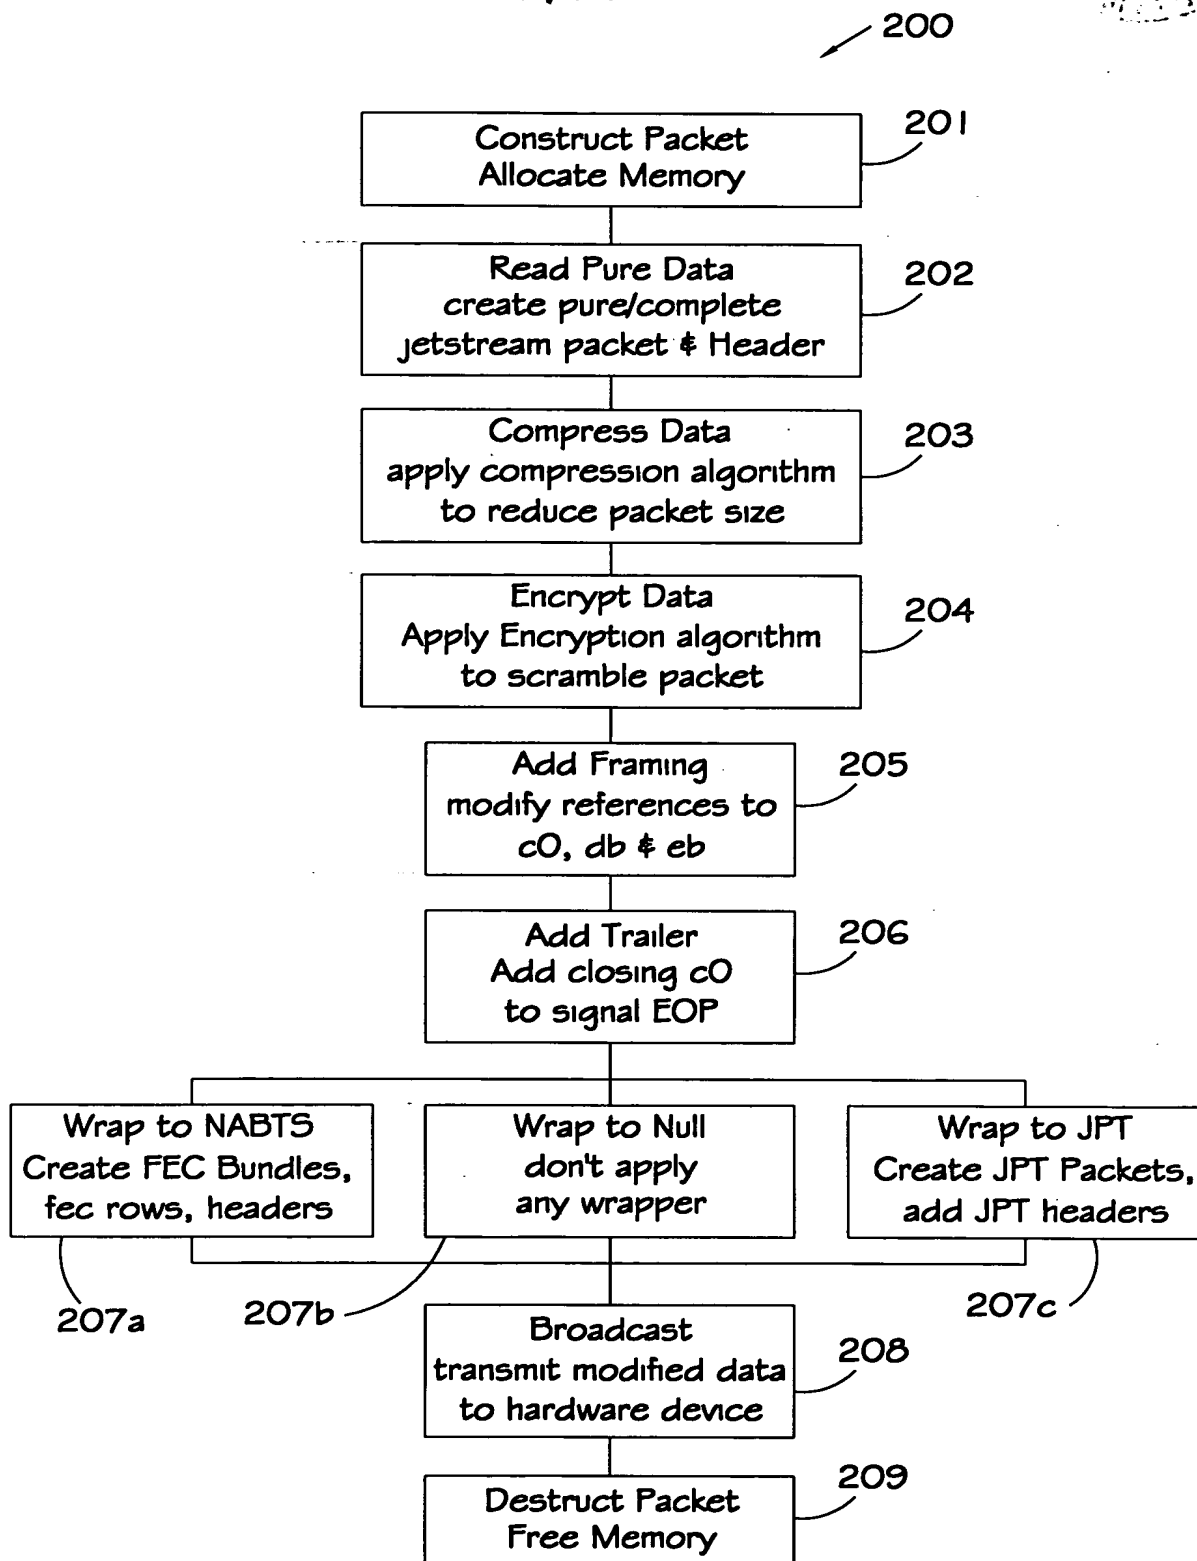 200
Construct Packet
Allocate Memory
201
Read Pure Data
create pure/complete
jetstream packet & Header
202
Compress Data
apply compression algorithm
to reduce packet size
203
Encrypt Data
Apply Encryption algorithm
to scramble packet
204
Add Framing
modify references to
c0, db & eb
205
Add Trailer
Add closing c0
to signal EOP
206
Wrap to NABTS
Create FEC Bundles,
fec rows, headers
207a
Wrap to Null
don't apply
any wrapper
207b
Wrap to JPT
Create JPT Packets,
add JPT headers
207c
Broadcast
transmit modified data
to hardware device
208
Destruct Packet
Free Memory
209